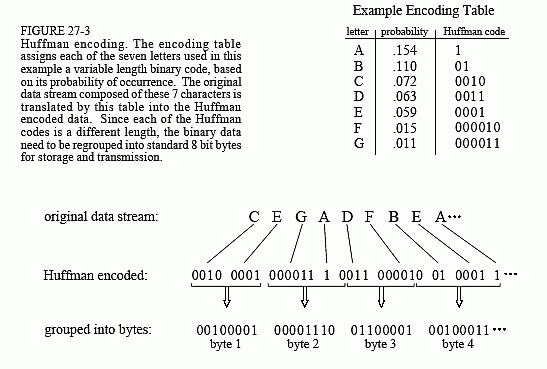 FIGURE 27-3
Huffman encoding. The encoding table
assigns each of the seven letters used in this
example a variable length binary code, based
on its probability of occurrence. The original
data stream composed of these 7 characters is
translated by this table into the Huffman
encoded data. Since each of the Huffman
codes is a different length, the binary data
need to be regrouped into standard 8 bit bytes
for storage and transmission.
Example Encoding Table
letter probability Huffman code
A .154 1
B .110 01
C .072 0010
D .063 0011
E .059 0001
F .015 000010
G .011 000011
original data stream: C E G A D F B E A •••
Huffman encoded: 0010 0001 000011 1 0011 000010 01 0001 1 •••
grouped into bytes: 00100001 00001110 01100001 00100011 •••
byte 1 byte 2 byte 3 byte 4